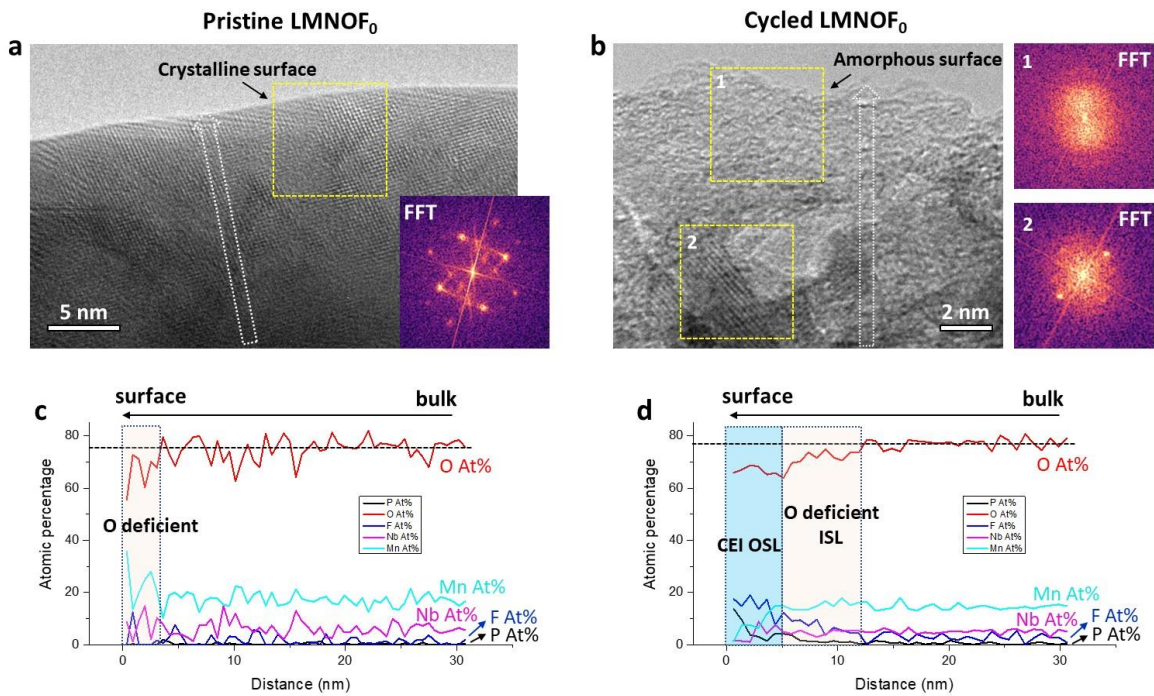 Pristine LMNOF₀
Cycled LMNOF₀
a
Crystalline surface
FFT
5 nm
b
Amorphous surface
1
2
2 nm
1
FFT
2
FFT
c
surface
bulk
80
60
40
20
0
Atomic percentage
O At%
O deficient
P At%
O At%
F At%
Nb At%
Mn At%
Mn At%
Nb At%
F At%
P At%
0
10
20
30
Distance (nm)
d
surface
bulk
80
60
40
20
0
Atomic percentage
O At%
CEI OSL
O deficient
ISL
P At%
O At%
F At%
Nb At%
Mn At%
Mn At%
Nb At%
F At%
P At%
0
10
20
30
Distance (nm)